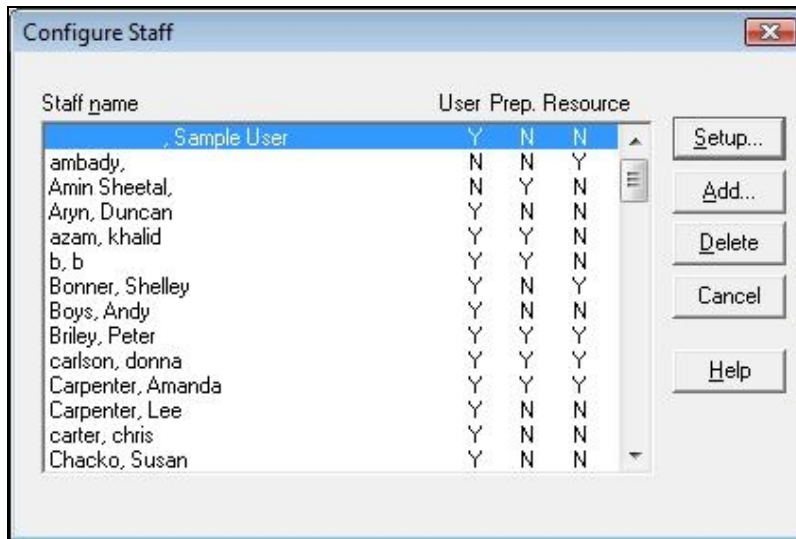 Configure Staff
Staff name User Prep. Resource
, Sample User Y N N
ambady, N N Y
Amin Sheetal, N Y N
Aryn, Duncan Y N N
azam, khalid Y Y N
b, b Y Y N
Bonner, Shelley Y N Y
Boys, Andy Y N N
Briley, Peter Y Y Y
carlson, donna Y Y Y
Carpenter, Amanda Y Y Y
Carpenter, Lee Y N N
carter, chris Y N N
Chacko, Susan Y N N
Setup...
Add...
Delete
Cancel
Help